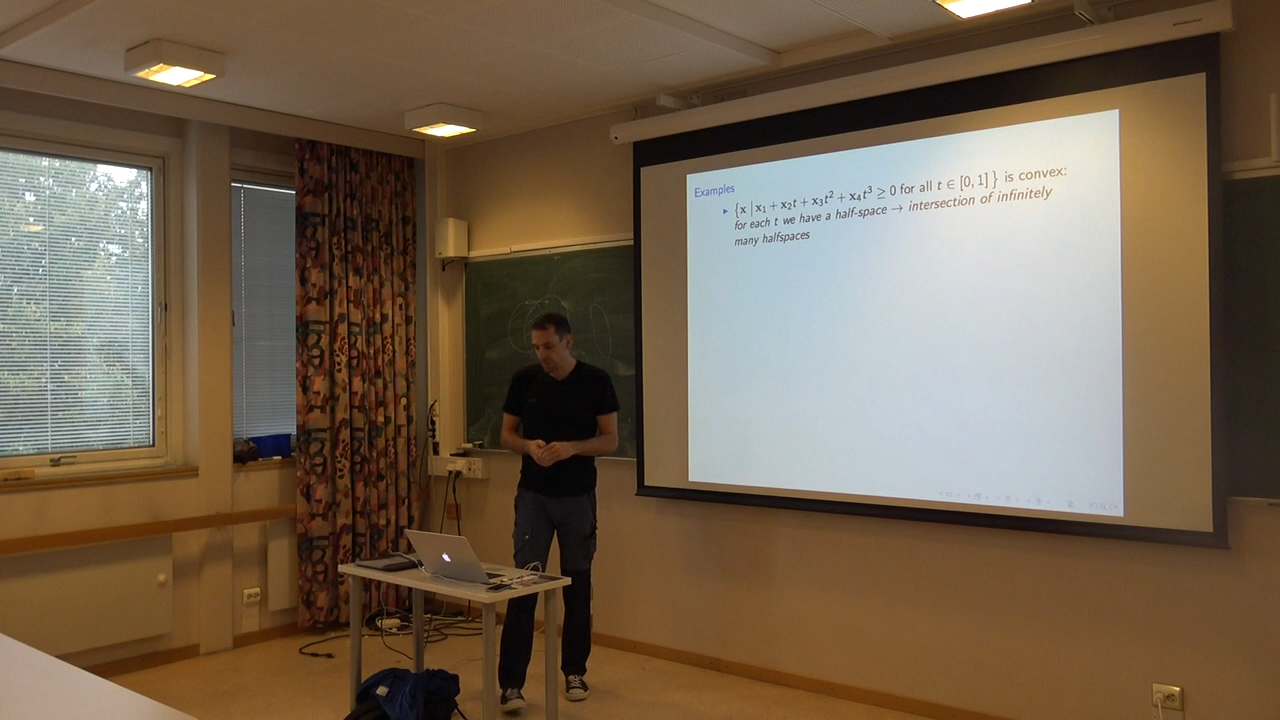 Examples
▶ {x | x₁ + x₂t + x₃t² + x₄t³ ≥ 0 for all t ∈ [0, 1]} is convex:
for each t we have a half-space → intersection of infinitely
many halfspaces